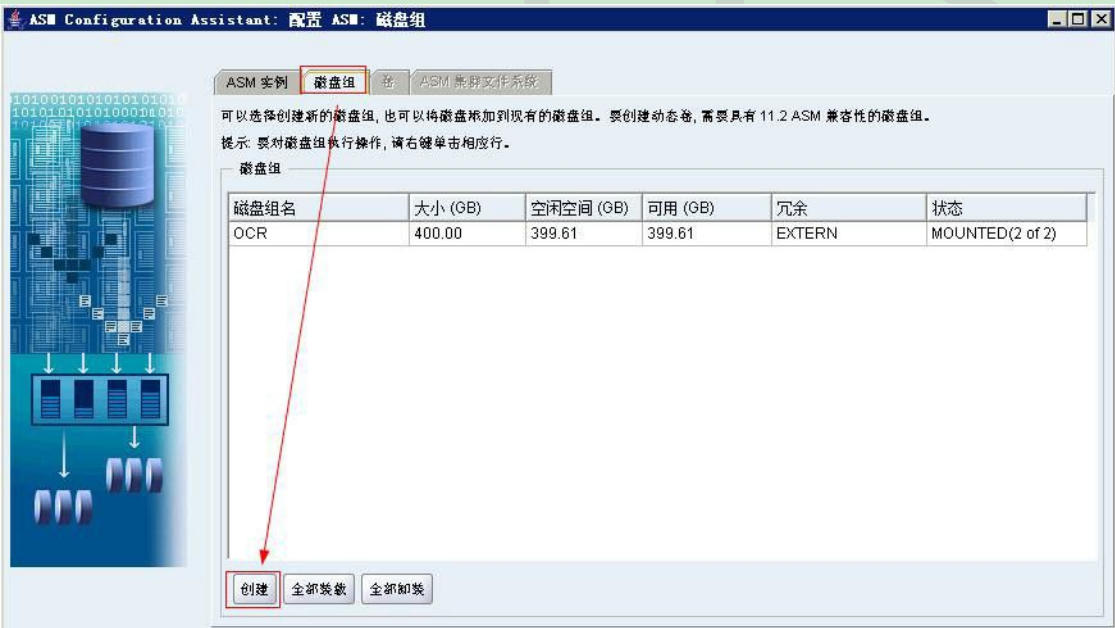 ASM Configuration Assistant: 配置 ASM: 磁盘组
ASM 实例 磁盘组 卷 ASM 集群文件系统
可以选择创建新的磁盘组, 也可以将磁盘添加到现有的磁盘组。要创建动态卷, 需要具有 11.2 ASM 兼容性的磁盘组。
提示: 要对磁盘组执行操作, 请右键单击相应行。
磁盘组
磁盘组名 大小 (GB) 空闲空间 (GB) 可用 (GB) 冗余 状态
OCR 400.00 399.61 399.61 EXTERN MOUNTED(2 of 2)
创建 全部装载 全部卸装